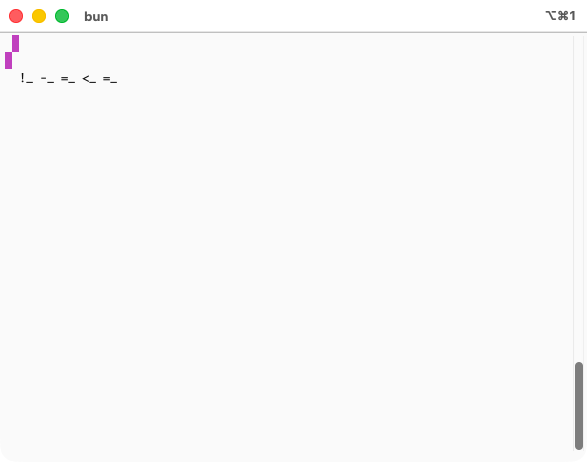 bun
⌥⌘1
!_ -_ =_ <_ =_